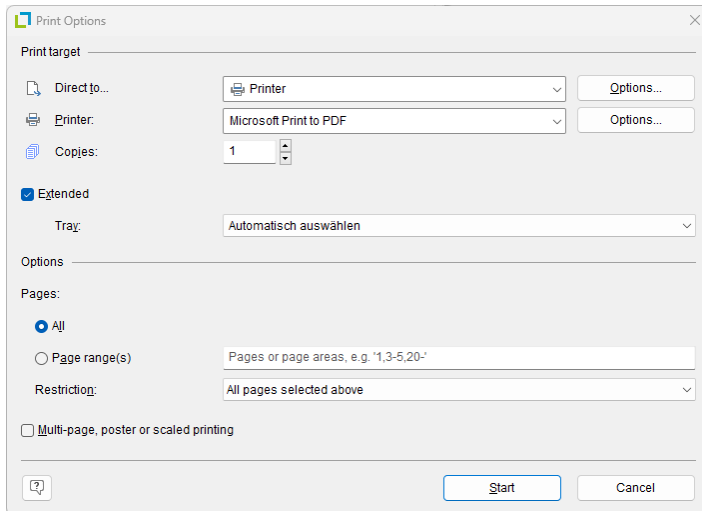 Print Options
Print target
Direct to... Printer Options...
Printer: Microsoft Print to PDF Options...
Copies: 1
Extended
Tray: Automatisch auswählen
Options
Pages:
All
Page range(s) Pages or page areas, e.g. '1,3-5,20-'
Restriction: All pages selected above
Multi-page, poster or scaled printing
Start Cancel